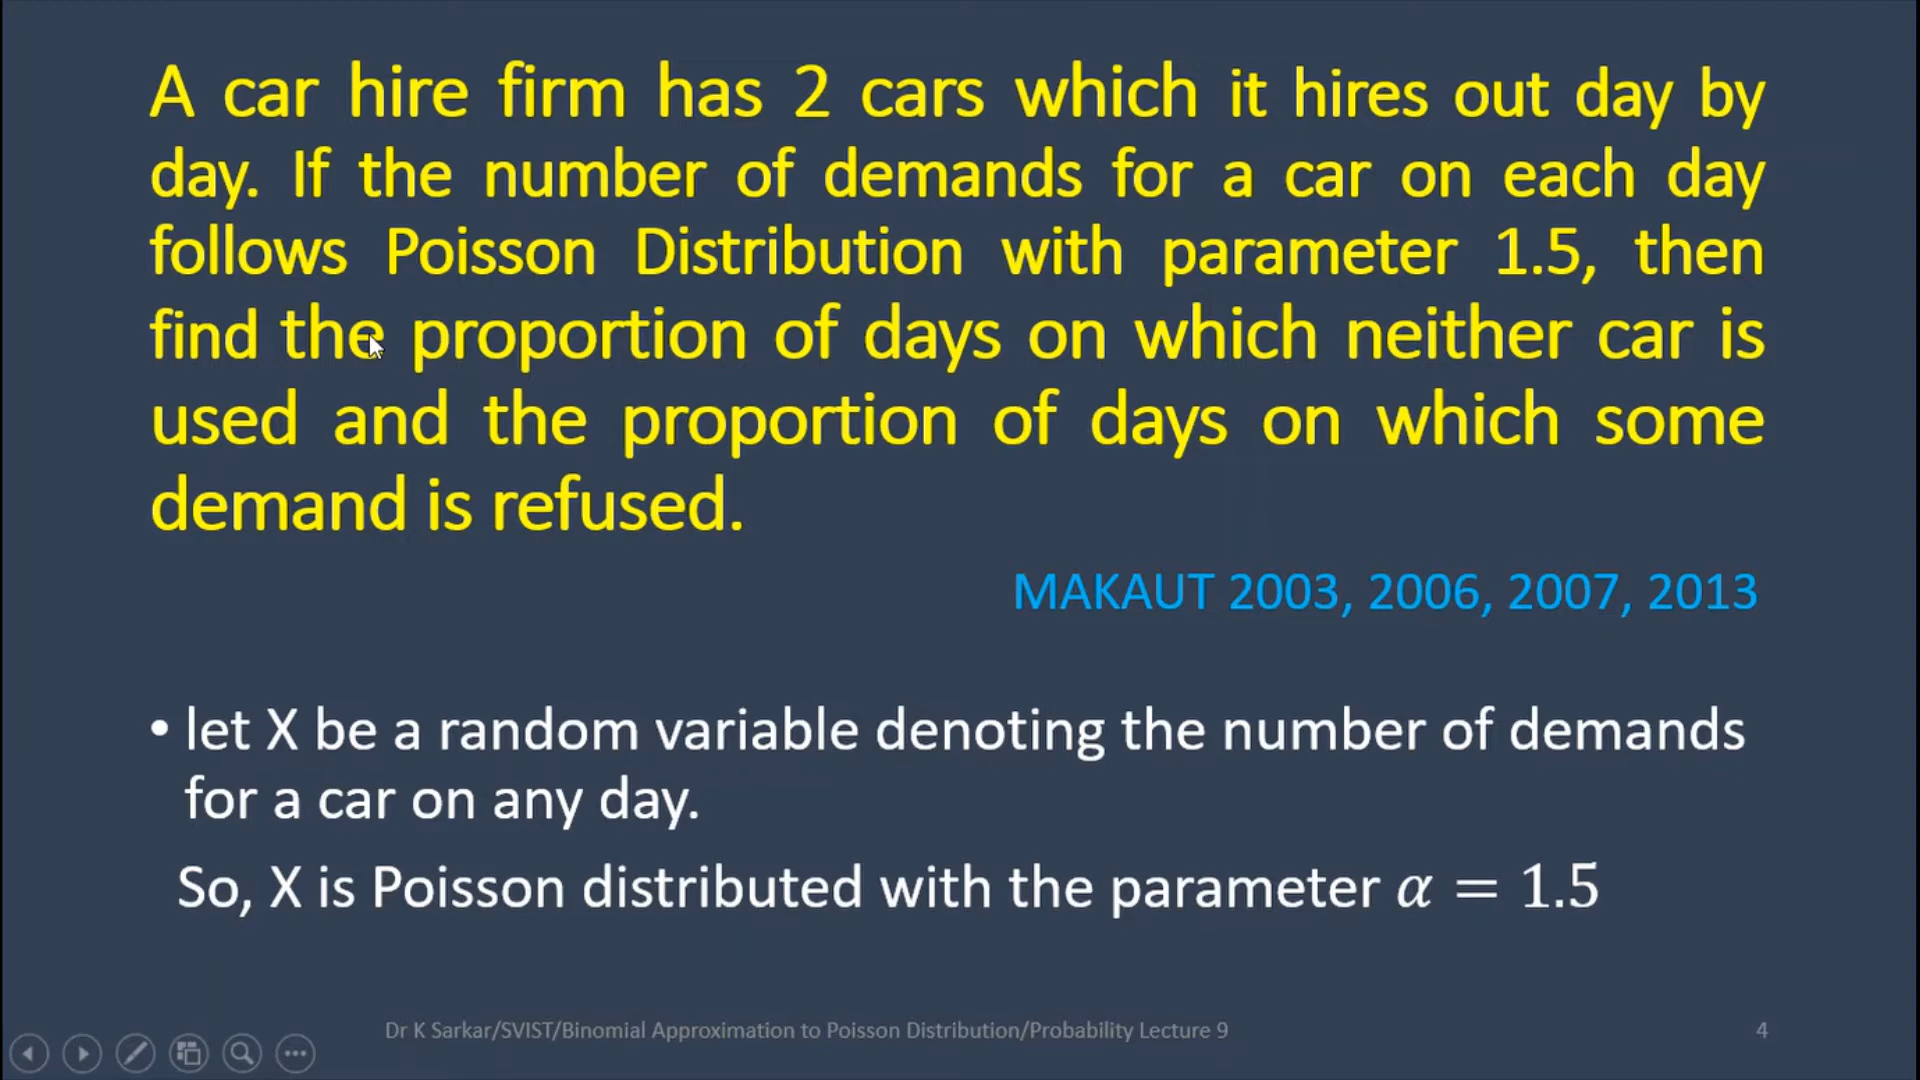 A car hire firm has 2 cars which it hires out day by
day. If the number of demands for a car on each day
follows Poisson Distribution with parameter 1.5, then
find the proportion of days on which neither car is
used and the proportion of days on which some
demand is refused.
MAKAUT 2003, 2006, 2007, 2013
• let X be a random variable denoting the number of demands
for a car on any day.
So, X is Poisson distributed with the parameter α = 1.5
Dr K Sarkar/SVIST/Binomial Approximation to Poisson Distribution/Probability Lecture 9
4